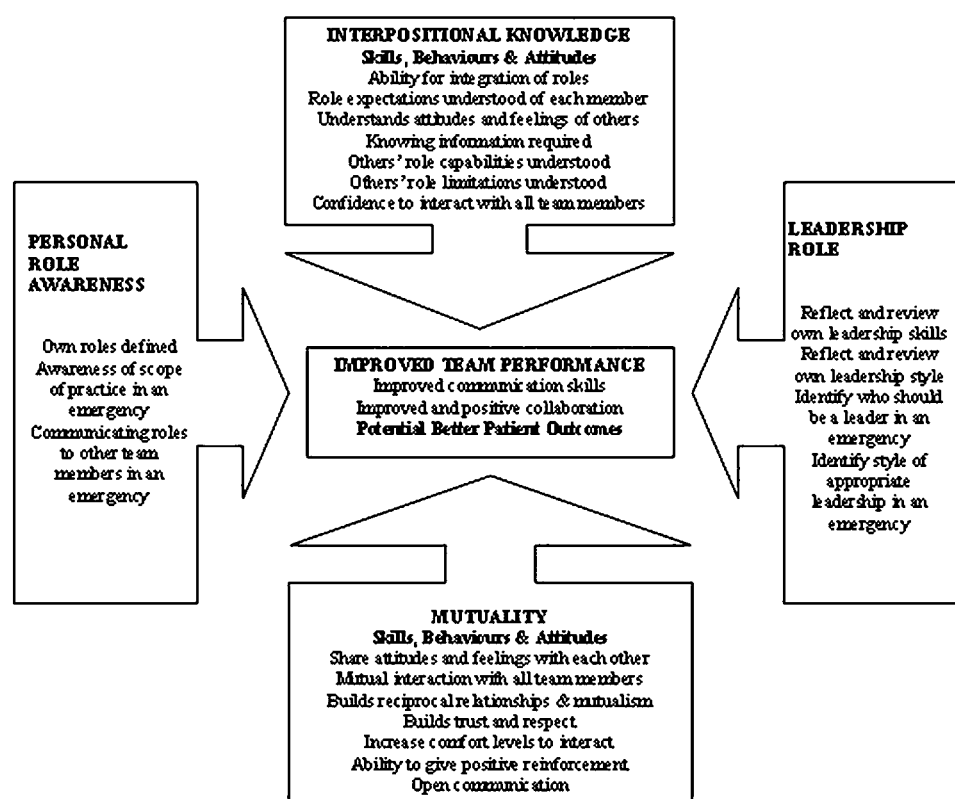 INTERPOSITIONAL KNOWLEDGE
Skills, Behaviours & Attitudes
Ability for integration of roles
Role expectations understood of each member
Understands attitudes and feelings of others
Knowing information required
Others' role capabilities understood
Others' role limitations understood
Confidence to interact with all team members
PERSONAL
ROLE
AWARENESS
Own roles defined
Awareness of scope
of practice in an
emergency
Communicating roles
to other team
members in an
emergency
IMPROVED TEAM PERFORMANCE
Improved communication skills
Improved and positive collaboration
Potential Better Patient Outcomes
LEADERSHIP
ROLE
Reflect and review
own leadership skills
Reflect and review
own leadership style
Identify who should
be a leader in an
emergency
Identify style of
appropriate
leadership in an
emergency
MUTUALITY
Skills, Behaviours & Attitudes
Share attitudes and feelings with each other
Mutual interaction with all team members
Builds reciprocal relationships & mutualism
Builds trust and respect
Increase comfort levels to interact
Ability to give positive reinforcement
Open communication